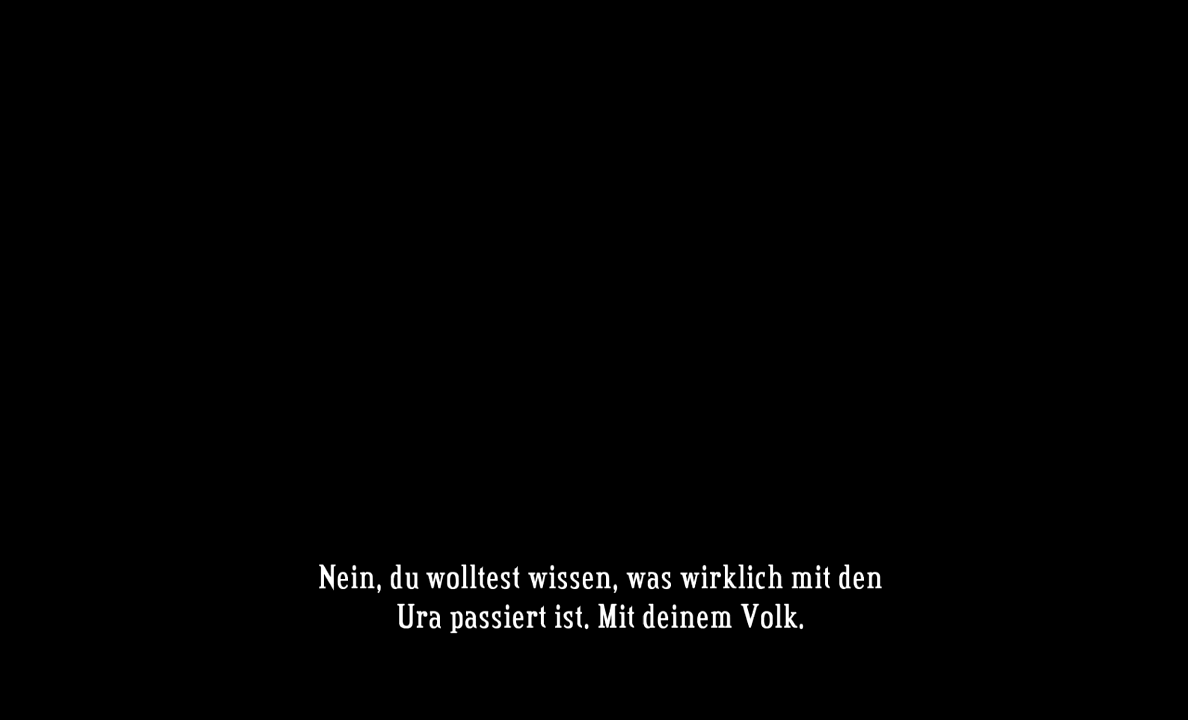 Nein, du wolltest wissen, was wirklich mit den
Ura passiert ist. Mit deinem Volk.